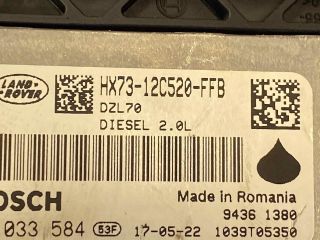 LAND-
ROVER
HX73-12C520-FFB
DZL70
DIESEL 2.0L
OSCH
Made in Romania
9436 1380
033 584 53F 17-05-22 1039T05350